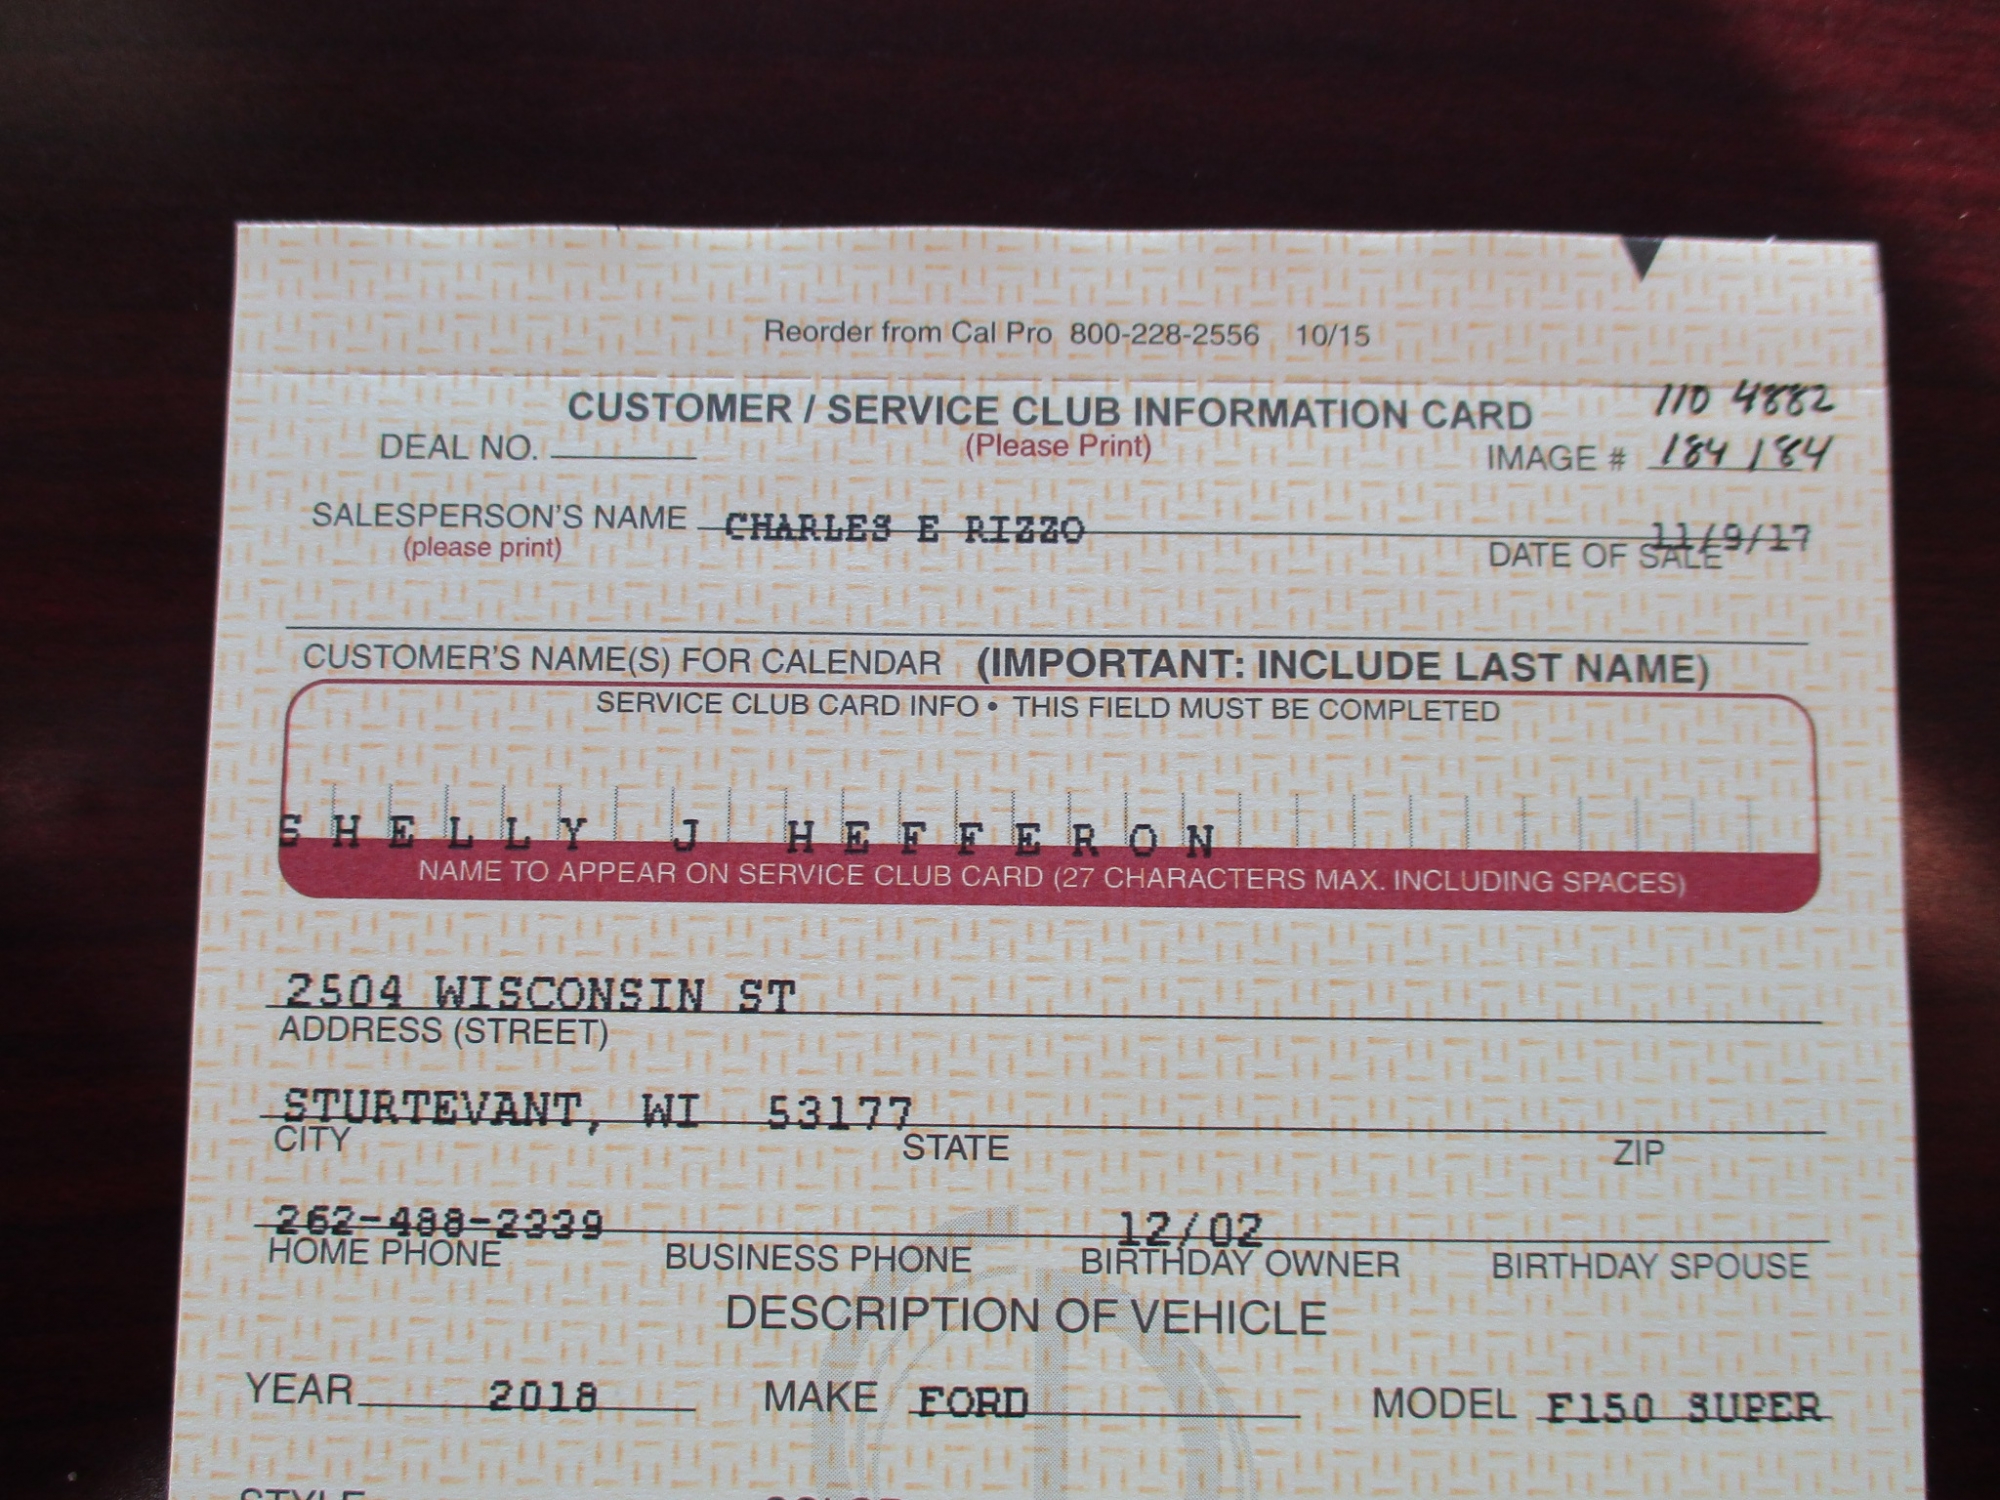 Reorder from Cal Pro 800-228-2556 10/15
110 4882
CUSTOMER / SERVICE CLUB INFORMATION CARD
DEAL NO. (Please Print) IMAGE # 184 184
SALESPERSON'S NAME CHARLES E RIZZO 11/9/17
(please print) DATE OF SALE
CUSTOMER'S NAME(S) FOR CALENDAR (IMPORTANT: INCLUDE LAST NAME)
SERVICE CLUB CARD INFO • THIS FIELD MUST BE COMPLETED
SHELLY J HEFFERON
NAME TO APPEAR ON SERVICE CLUB CARD (27 CHARACTERS MAX. INCLUDING SPACES)
2504 WISCONSIN ST
ADDRESS (STREET)
STURTEVANT, WI 53177
CITY STATE ZIP
262-488-2339 12/02
HOME PHONE BUSINESS PHONE BIRTHDAY OWNER BIRTHDAY SPOUSE
DESCRIPTION OF VEHICLE
YEAR 2018 MAKE FORD MODEL F150 SUPER
STYLE